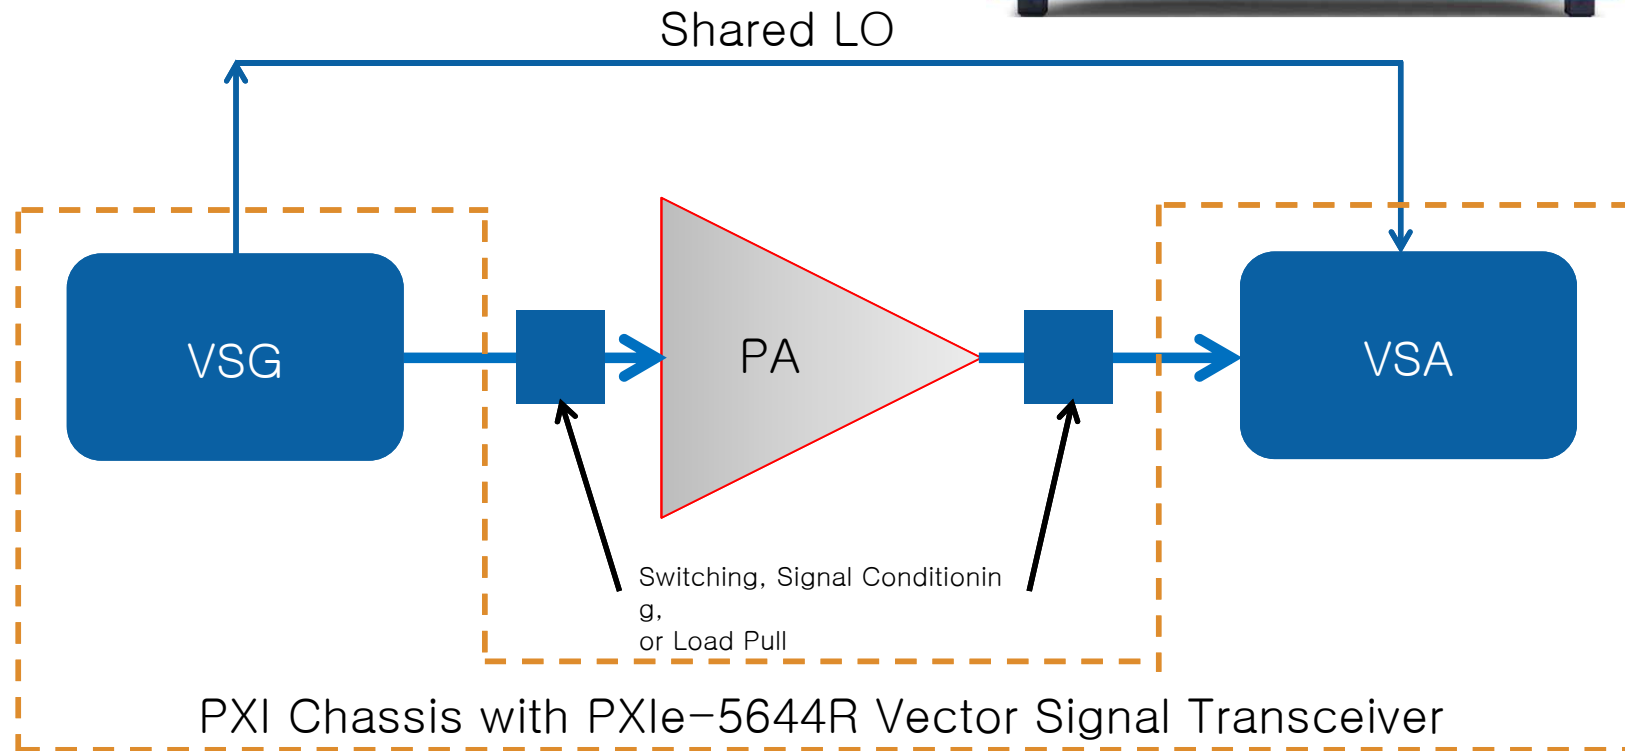 Shared LO
VSG
PA
VSA
Switching, Signal Conditionin
g,
or Load Pull
PXI Chassis with PXIe-5644R Vector Signal Transceiver